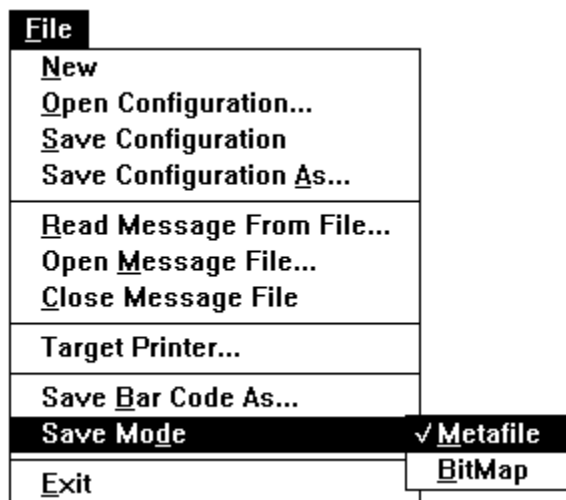 File
New
Open Configuration...
Save Configuration
Save Configuration As...
Read Message From File...
Open Message File...
Close Message File
Target Printer...
Save Bar Code As...
Save Mode
✓ Metafile
BitMap
Exit